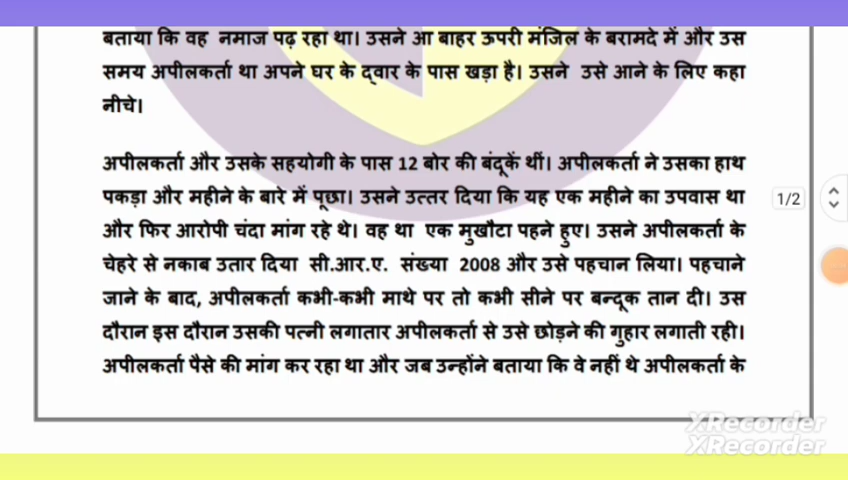 बताया कि वह नमाज पढ़ रहा था। उसने आ बाहर ऊपरी मंजिल के बरामदे में और उस
समय अपीलकर्ता था अपने घर के द्वार के पास खड़ा है। उसने उसे आने के लिए कहा
नीचे।
अपीलकर्ता और उसके सहयोगी के पास 12 बोर की बंदूकें थीं। अपीलकर्ता ने उसका हाथ
पकड़ा और महीने के बारे में पूछा। उसने उत्तर दिया कि यह एक महीने का उपवास था
1/2
और फिर आरोपी चंदा मांग रहे थे। वह था एक मुखौटा पहने हुए। उसने अपीलकर्ता के
चेहरे से नकाब उतार दिया सी.आर.ए. संख्या 2008 और उसे पहचान लिया। पहचाने
जाने के बाद, अपीलकर्ता कभी-कभी माथे पर तो कभी सीने पर बन्दूक तान दी। उस
दौरान इस दौरान उसकी पत्नी लगातार अपीलकर्ता से उसे छोड़ने की गुहार लगाती रही।
अपीलकर्ता पैसे की मांग कर रहा था और जब उन्होंने बताया कि वे नहीं थे अपीलकर्ता के
XRecorder
XRecorder